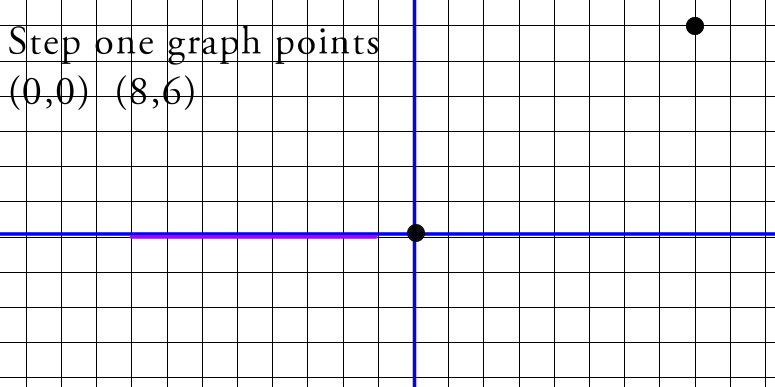 Step one graph points
(0,0) (8,6)